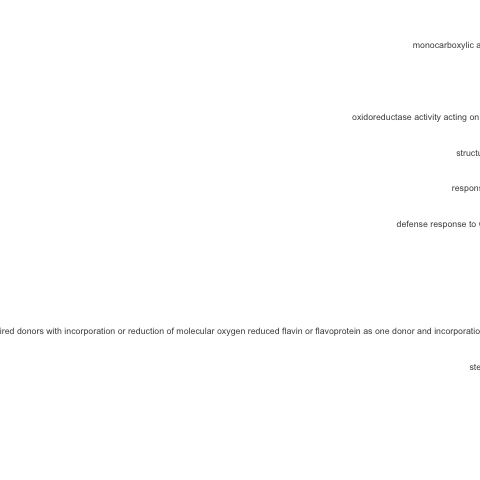 monocarboxylic a
oxidoreductase activity acting on
structu
respons
defense response to
ired donors with incorporation or reduction of molecular oxygen reduced flavin or flavoprotein as one donor and incorporatio
ste